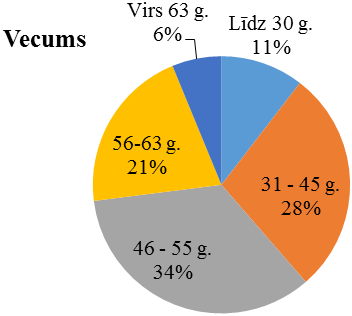 Vecums
Virs 63 g.
6%
Līdz 30 g.
11%
31 - 45 g.
28%
46 - 55 g.
34%
56-63 g.
21%